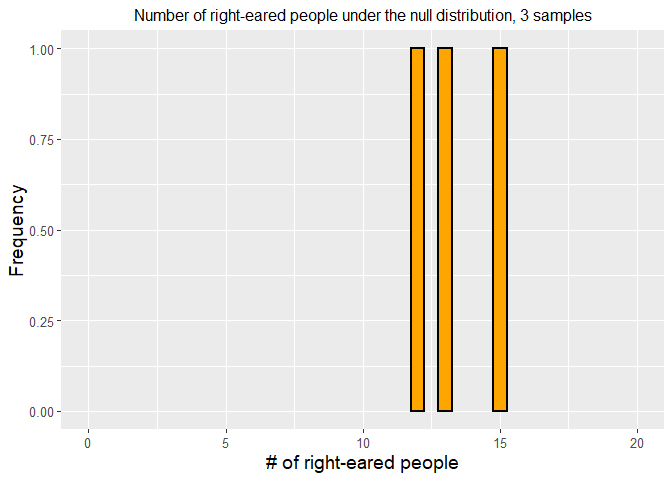 Number of right-eared people under the null distribution, 3 samples
1.00
0.75
0.50
0.25
0.00
Frequency
0 5 10 15 20
# of right-eared people